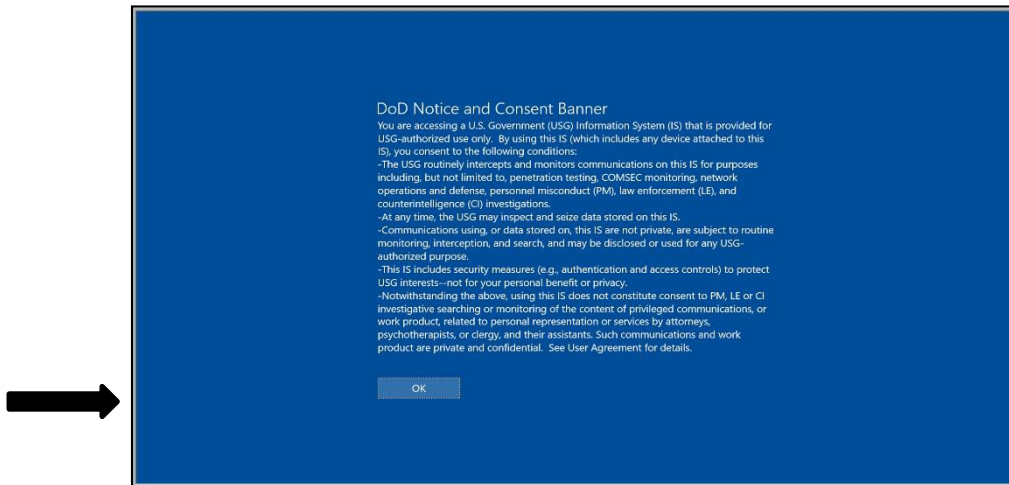 DoD Notice and Consent Banner
You are accessing a U.S. Government (USG) Information System (IS) that is provided for
USG-authorized use only.  By using this IS (which includes any device attached to this
IS), you consent to the following conditions:
-The USG routinely intercepts and monitors communications on this IS for purposes
including, but not limited to, penetration testing, COMSEC monitoring, network
operations and defense, personnel misconduct (PM), law enforcement (LE), and
counterintelligence (CI) investigations.
-At any time, the USG may inspect and seize data stored on this IS.
-Communications using, or data stored on, this IS are not private, are subject to routine
monitoring, interception, and search, and may be disclosed or used for any USG-
authorized purpose.
-This IS includes security measures (e.g., authentication and access controls) to protect
USG interests--not for your personal benefit or privacy.
-Notwithstanding the above, using this IS does not constitute consent to PM, LE or CI
investigative searching or monitoring of the content of privileged communications, or
work product, related to personal representation or services by attorneys,
psychotherapists, or clergy, and their assistants. Such communications and work
product are private and confidential.  See User Agreement for details.
OK